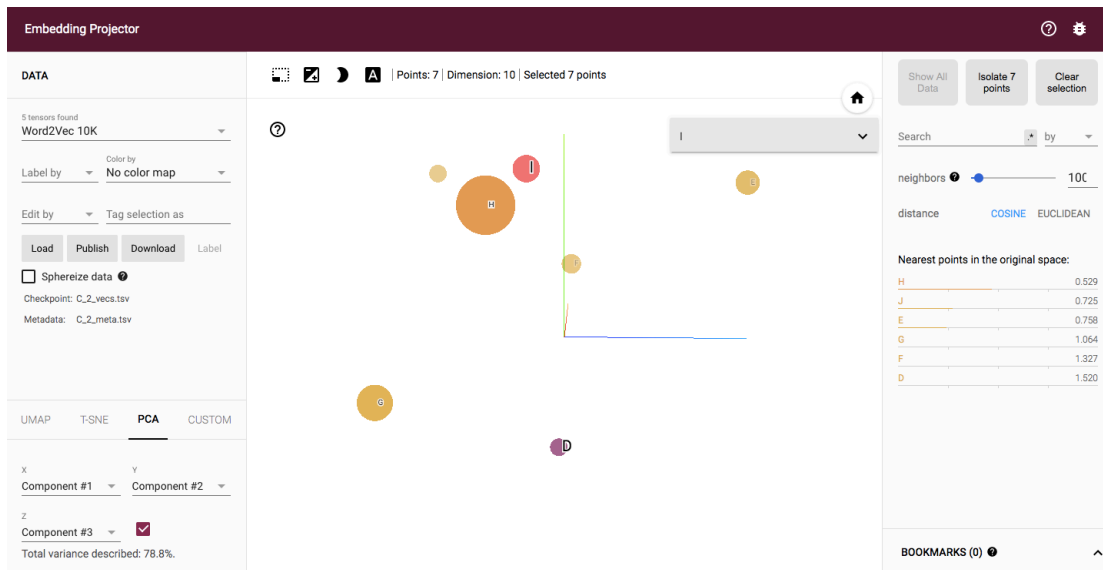 Embedding Projector
DATA
5 tensors found
Word2Vec 10K
Label by
Color by
No color map
Edit by
Tag selection as
Load
Publish
Download
Label
Sphereize data
Checkpoint: C_2_vecs.tsv
Metadata: C_2_meta.tsv
UMAP
T-SNE
PCA
CUSTOM
X
Component #1
Y
Component #2
Z
Component #3
Total variance described: 78.8%.
A
Points: 7 | Dimension: 10 | Selected 7 points
I
I
H
E
G
D
Show All
Data
Isolate 7
points
Clear
selection
Search
.*
by
neighbors
100
distance
COSINE
EUCLIDEAN
Nearest points in the original space:
H 0.529
J 0.725
E 0.758
G 1.064
F 1.327
D 1.520
BOOKMARKS (0)